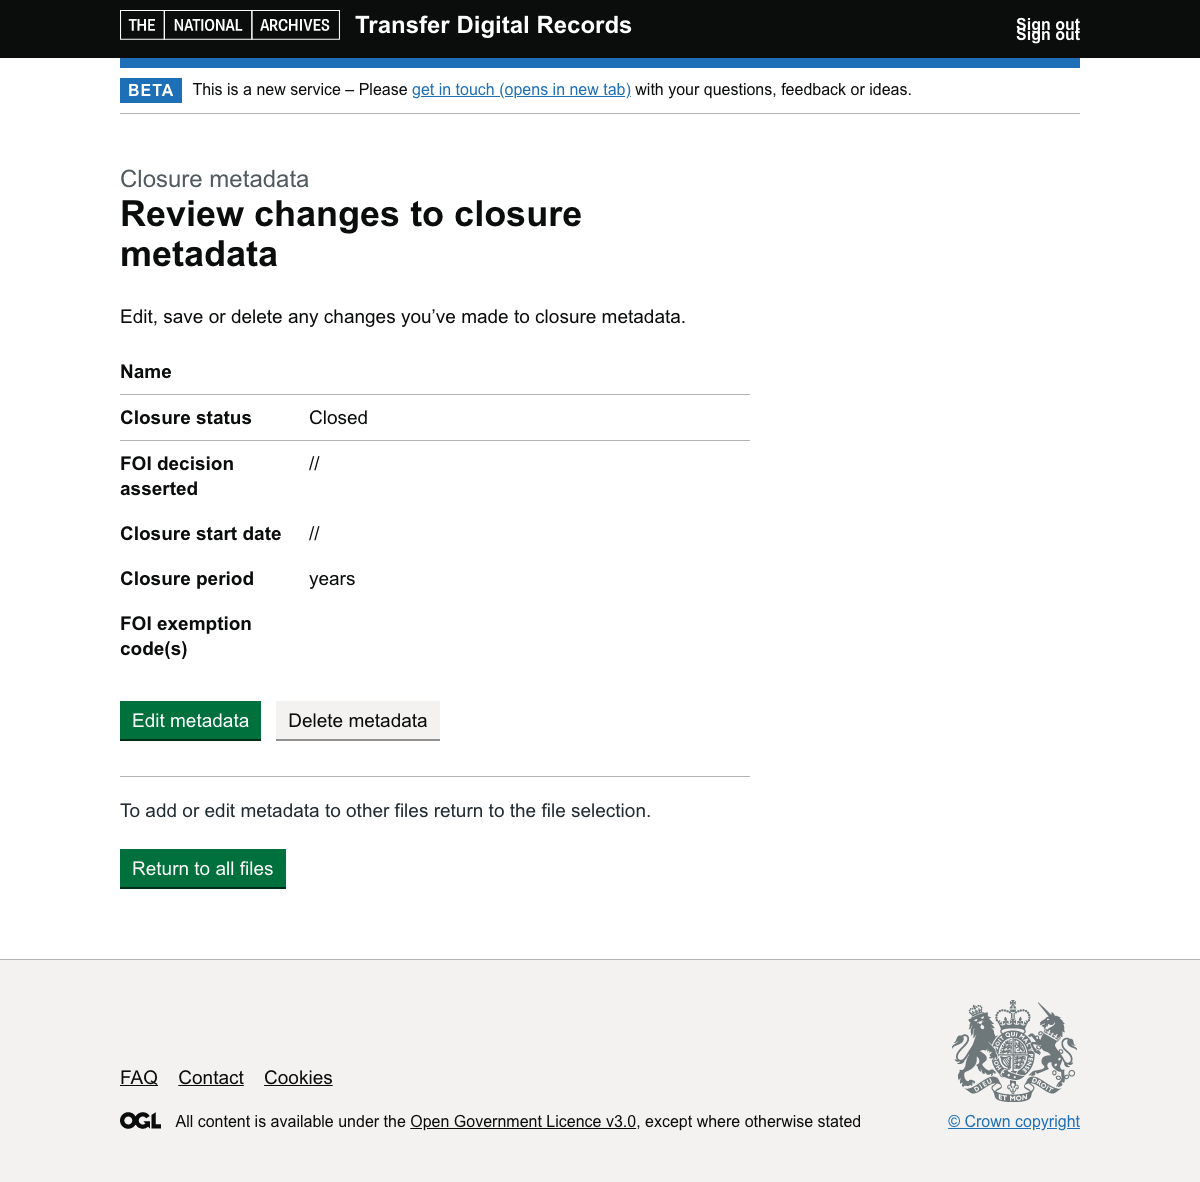 THE NATIONAL ARCHIVES Transfer Digital Records
Sign out
Sign out
BETA This is a new service – Please get in touch (opens in new tab) with your questions, feedback or ideas.
Closure metadata
Review changes to closure
metadata
Edit, save or delete any changes you’ve made to closure metadata.
Name
Closure status Closed
FOI decision //
asserted
Closure start date //
Closure period years
FOI exemption
code(s)
Edit metadata Delete metadata
To add or edit metadata to other files return to the file selection.
Return to all files
FAQ Contact Cookies
DIEU ET MON DROIT
OGL All content is available under the Open Government Licence v3.0, except where otherwise stated
© Crown copyright